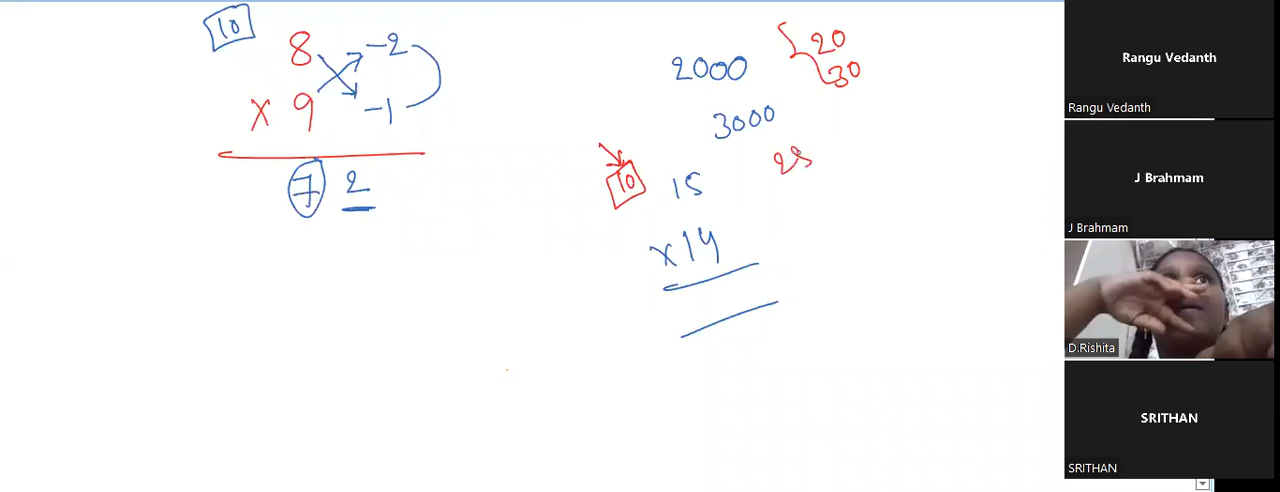 10
8 -2
x 9 -1
7 2
2000 20
30
3000
25
10 15
x 14
Rangu Vedanth
Rangu Vedanth
J Brahmam
J Brahmam
D.Rishita
SRITHAN
SRITHAN